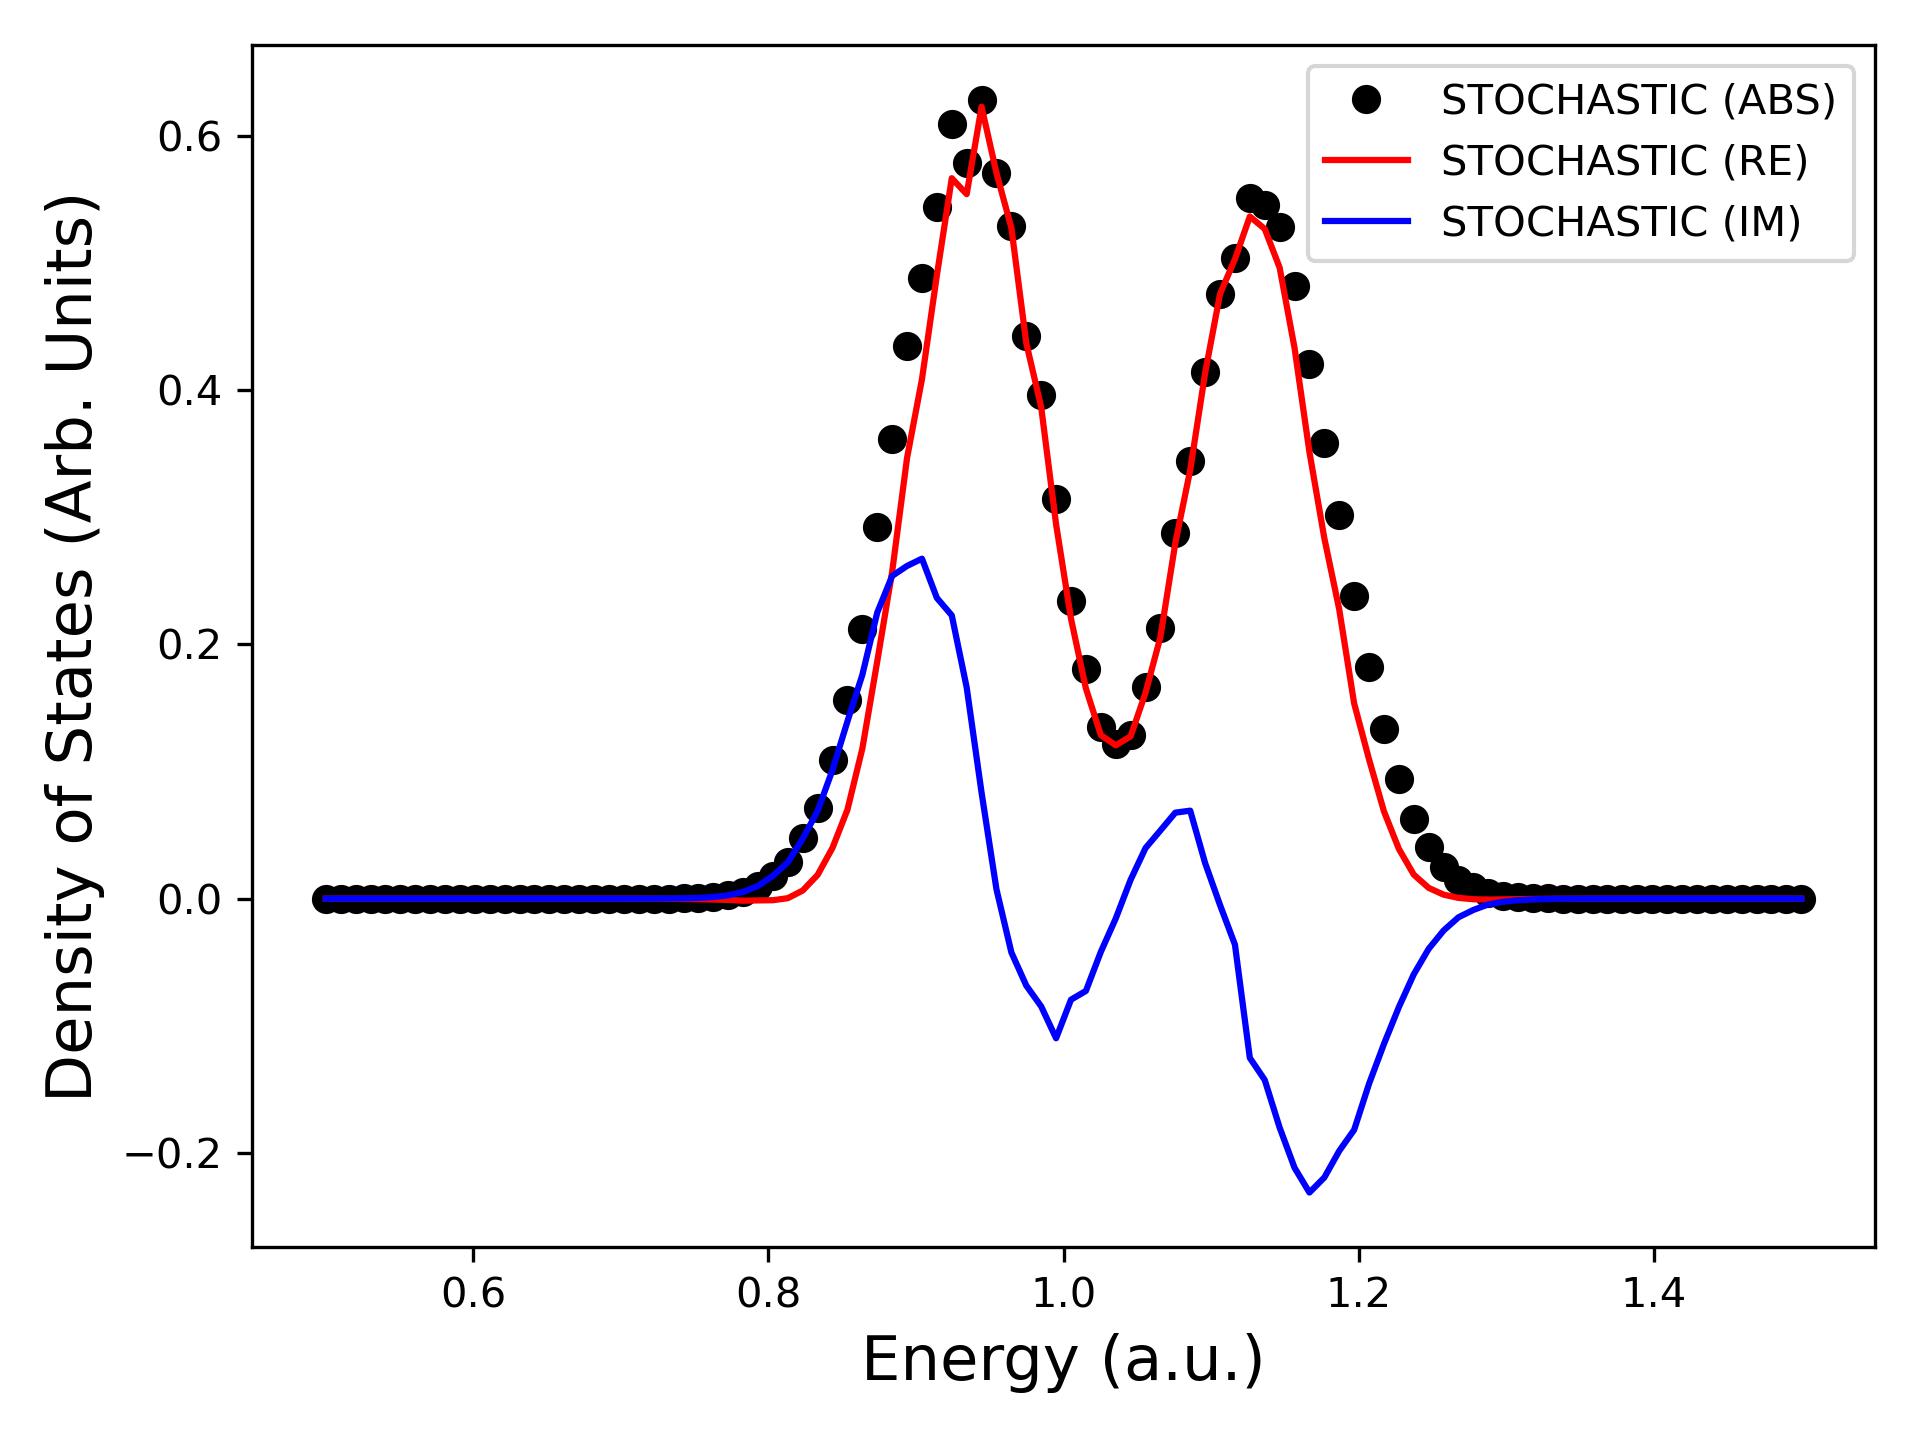 STOCHASTIC (ABS)
STOCHASTIC (RE)
STOCHASTIC (IM)
Density of States (Arb. Units)
0.6
0.4
0.2
0.0
−0.2
0.6 0.8 1.0 1.2 1.4
Energy (a.u.)